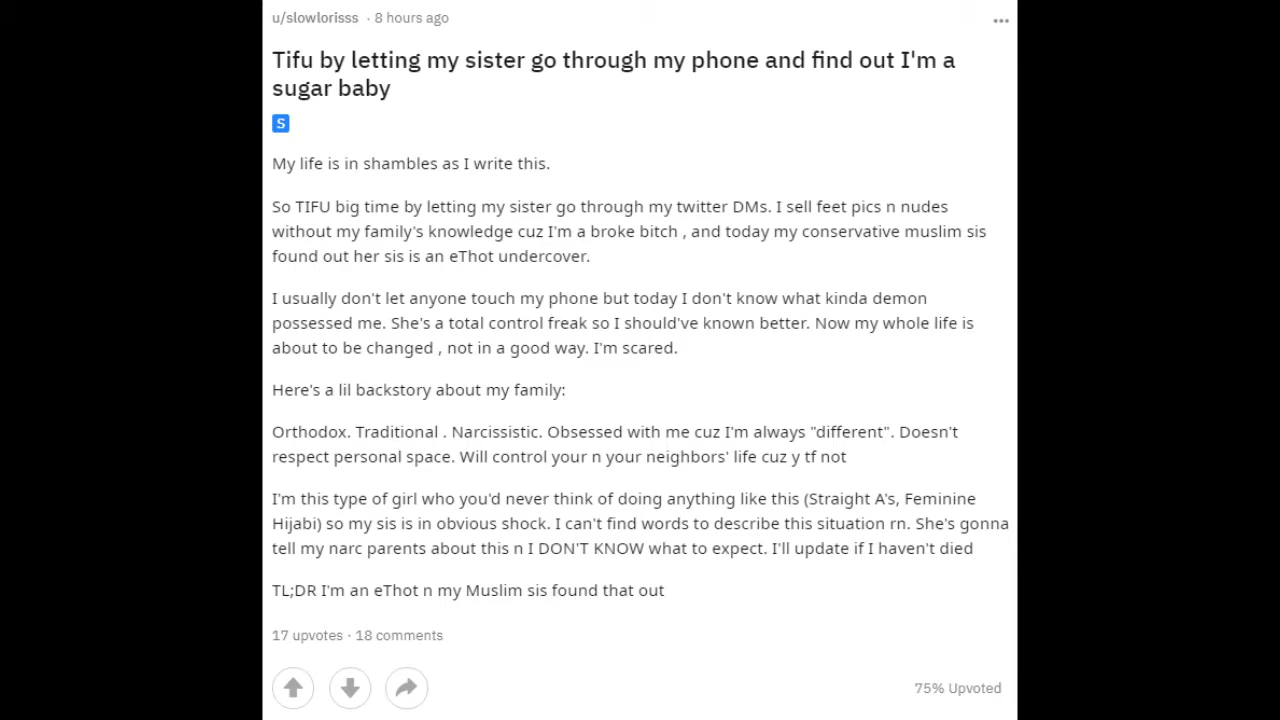 u/slowlorisss · 8 hours ago
Tifu by letting my sister go through my phone and find out I'm a
sugar baby
S
My life is in shambles as I write this.
So TIFU big time by letting my sister go through my twitter DMs. I sell feet pics n nudes
without my family's knowledge cuz I'm a broke bitch , and today my conservative muslim sis
found out her sis is an eThot undercover.
I usually don't let anyone touch my phone but today I don't know what kinda demon
possessed me. She's a total control freak so I should've known better. Now my whole life is
about to be changed , not in a good way. I'm scared.
Here's a lil backstory about my family:
Orthodox. Traditional . Narcissistic. Obsessed with me cuz I'm always "different". Doesn't
respect personal space. Will control your n your neighbors' life cuz y tf not
I'm this type of girl who you'd never think of doing anything like this (Straight A's, Feminine
Hijabi) so my sis is in obvious shock. I can't find words to describe this situation rn. She's gonna
tell my narc parents about this n I DON'T KNOW what to expect. I'll update if I haven't died
TL;DR I'm an eThot n my Muslim sis found that out
17 upvotes · 18 comments
75% Upvoted